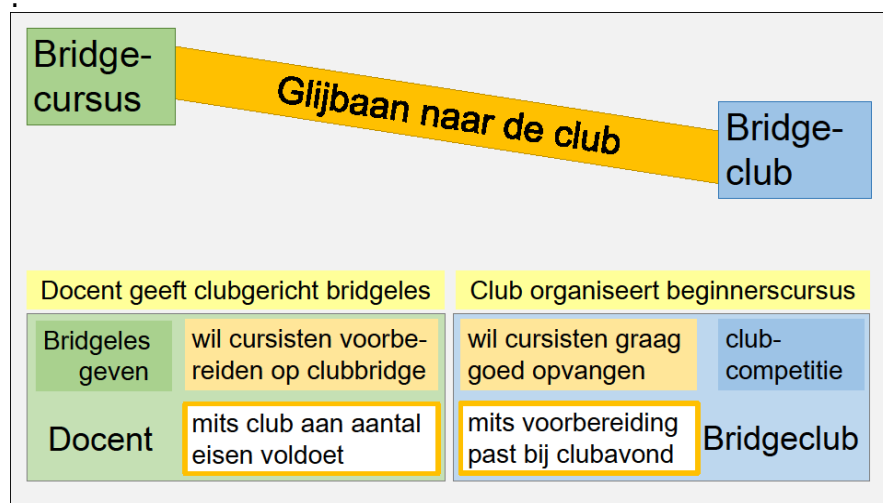 Bridge-
cursus
Glijbaan naar de club
Bridge-
club
Docent geeft clubgericht bridgeles
Club organiseert beginnerscursus
Bridgeles
geven
wil cursisten voorbe-
reiden op clubbridge
wil cursisten graag
goed opvangen
club-
competitie
Docent
mits club aan aantal
eisen voldoet
mits voorbereiding
past bij clubavond
Bridgeclub